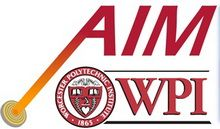 AIM
WPI
WORCESTER POLYTECHNIC INSTITUTE
1865